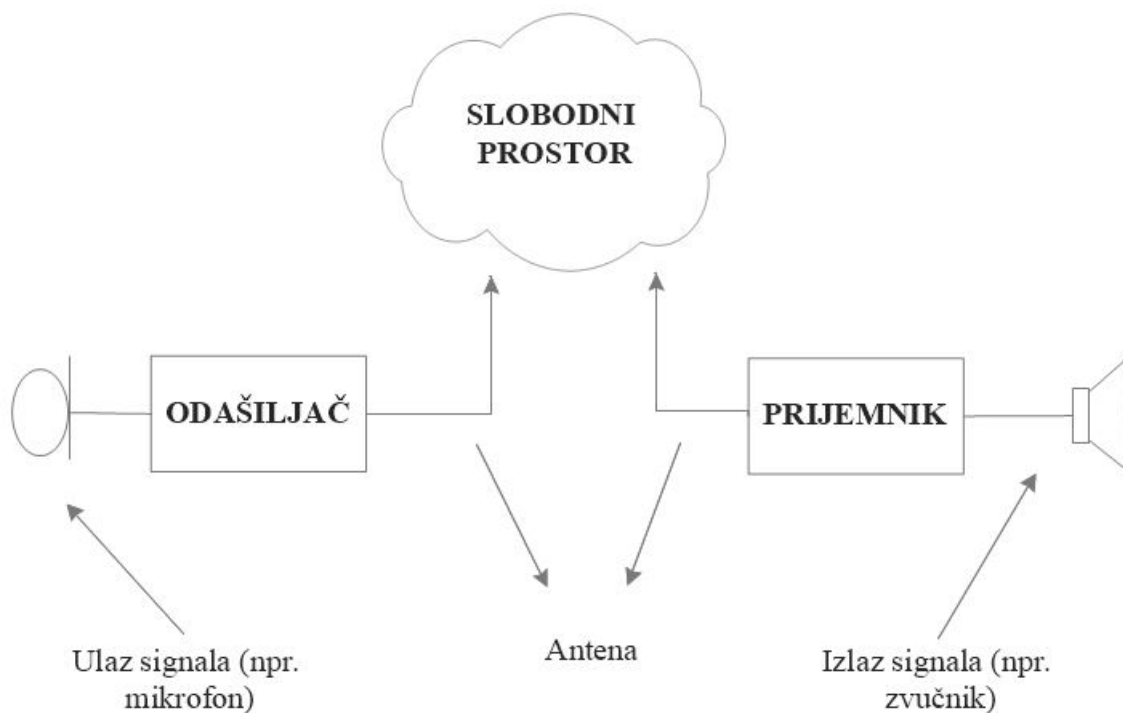 SLOBODNI
PROSTOR
ODAŠILJAČ
PRIJEMNIK
Ulaz signala (npr.
mikrofon)
Antena
Izlaz signala (npr.
zvučnik)